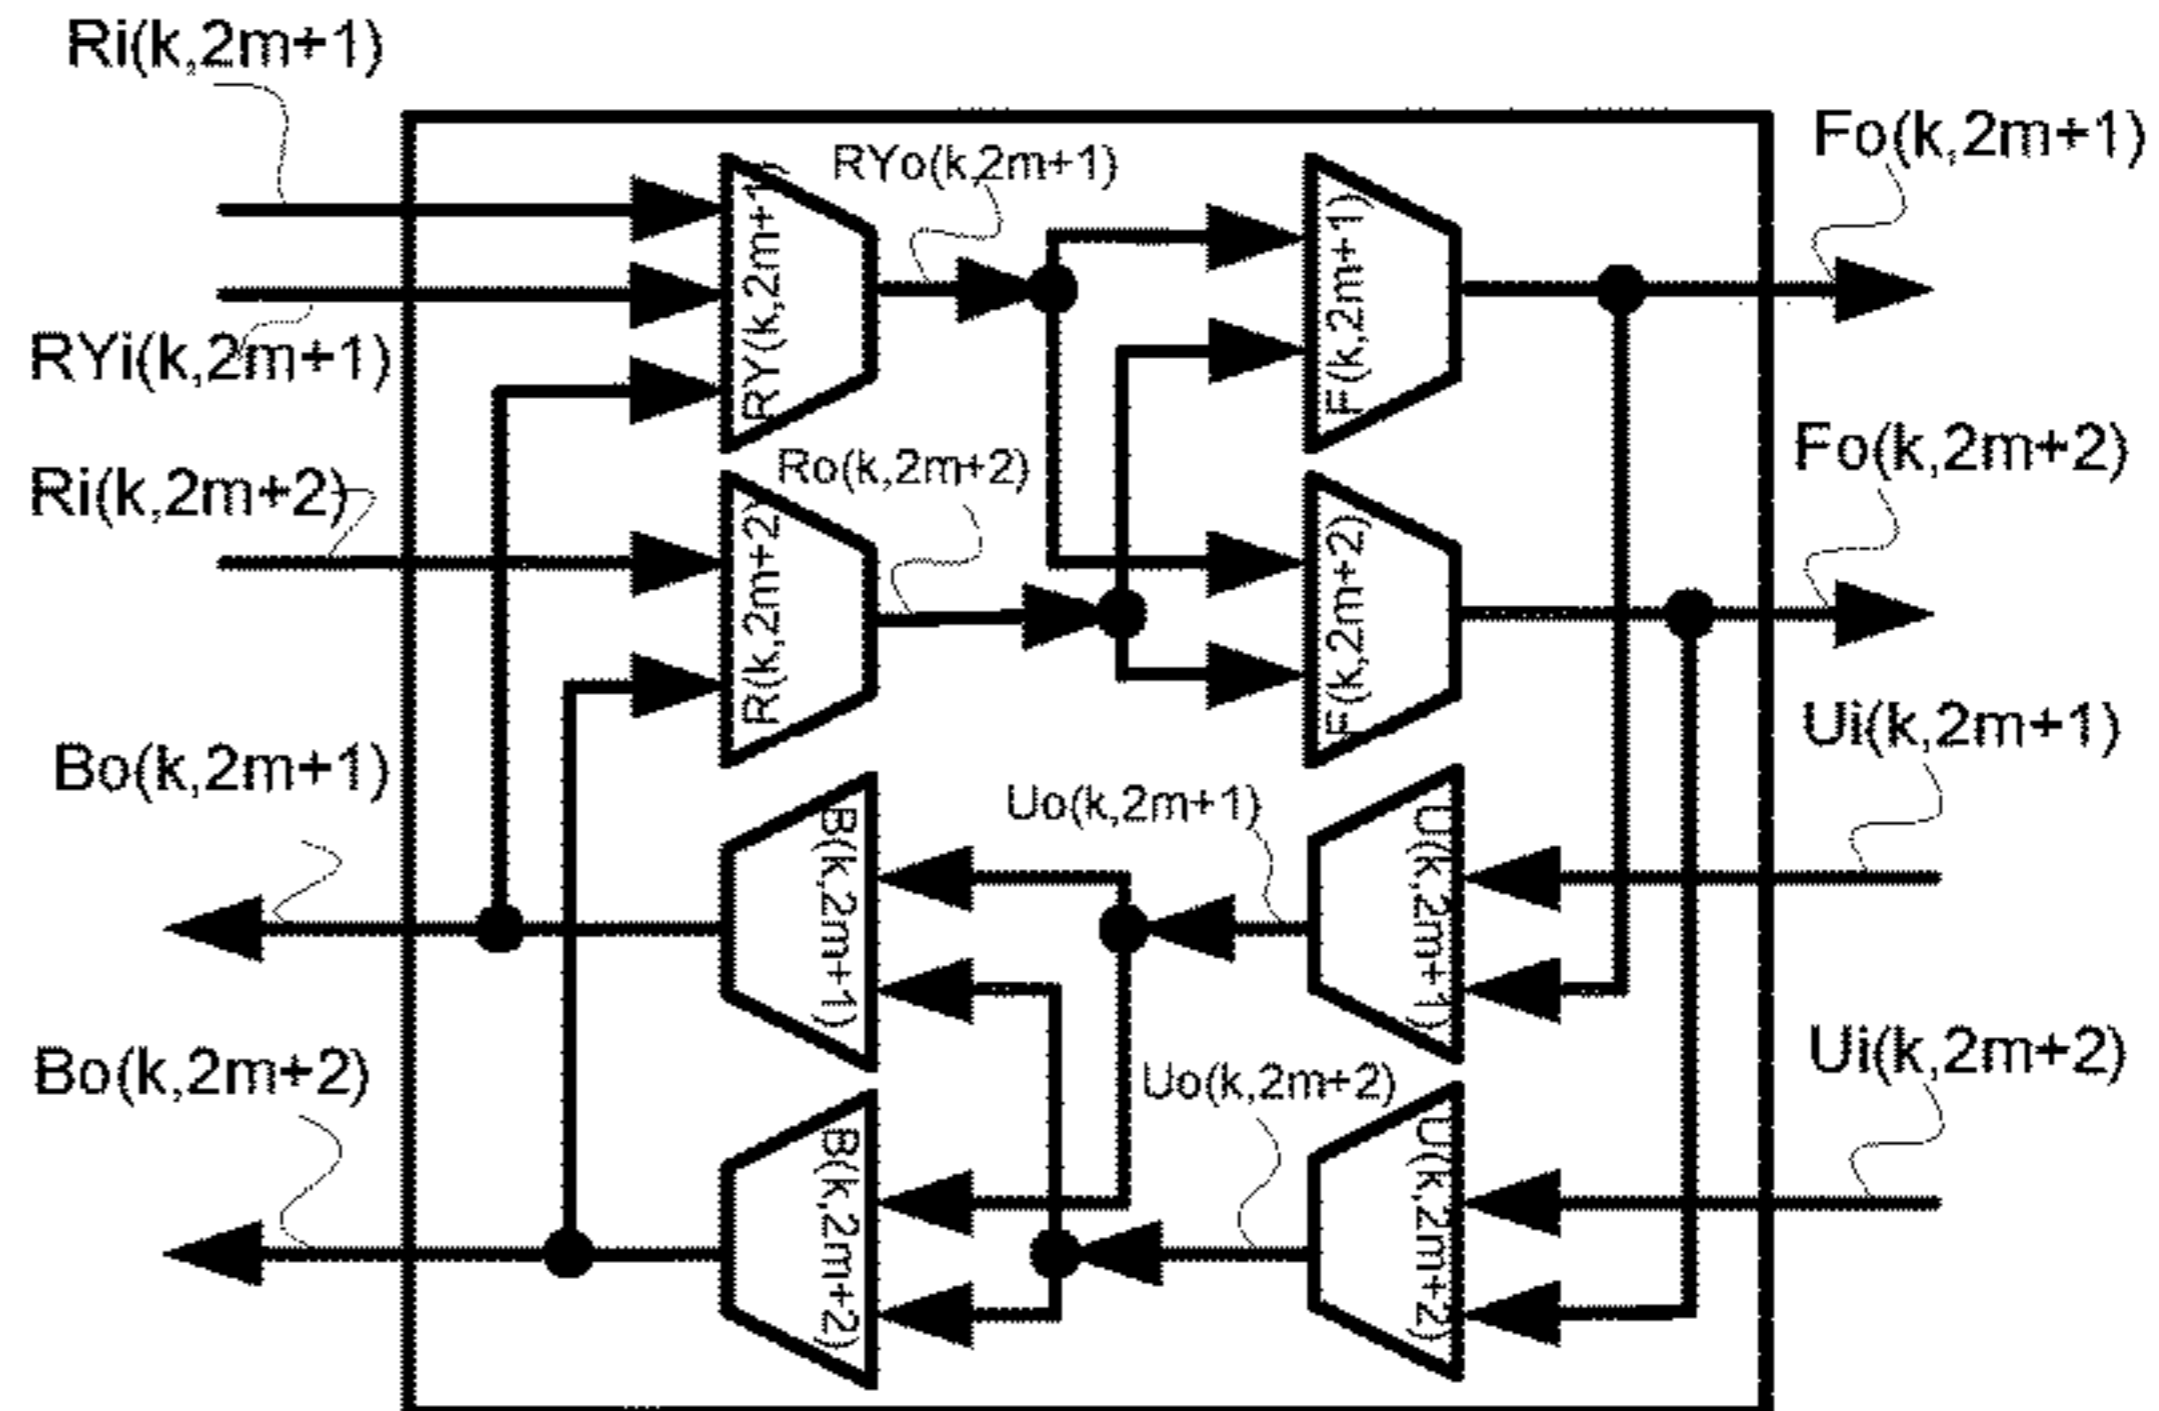 Ri(k,2m+1)
Fo(k,2m+1)
RYo(k,2m+1)
RY(k,2m+1)
F(k,2m+1)
RYi(k,2m+1)
Fo(k,2m+2)
Ro(k,2m+2)
Ri(k,2m+2)
R(k,2m+2)
F(k,2m+2)
Ui(k,2m+1)
Bo(k,2m+1)
Uo(k,2m+1)
B(k,2m+1)
U(k,2m+1)
Ui(k,2m+2)
Bo(k,2m+2)
Uo(k,2m+2)
B(k,2m+2)
U(k,2m+2)